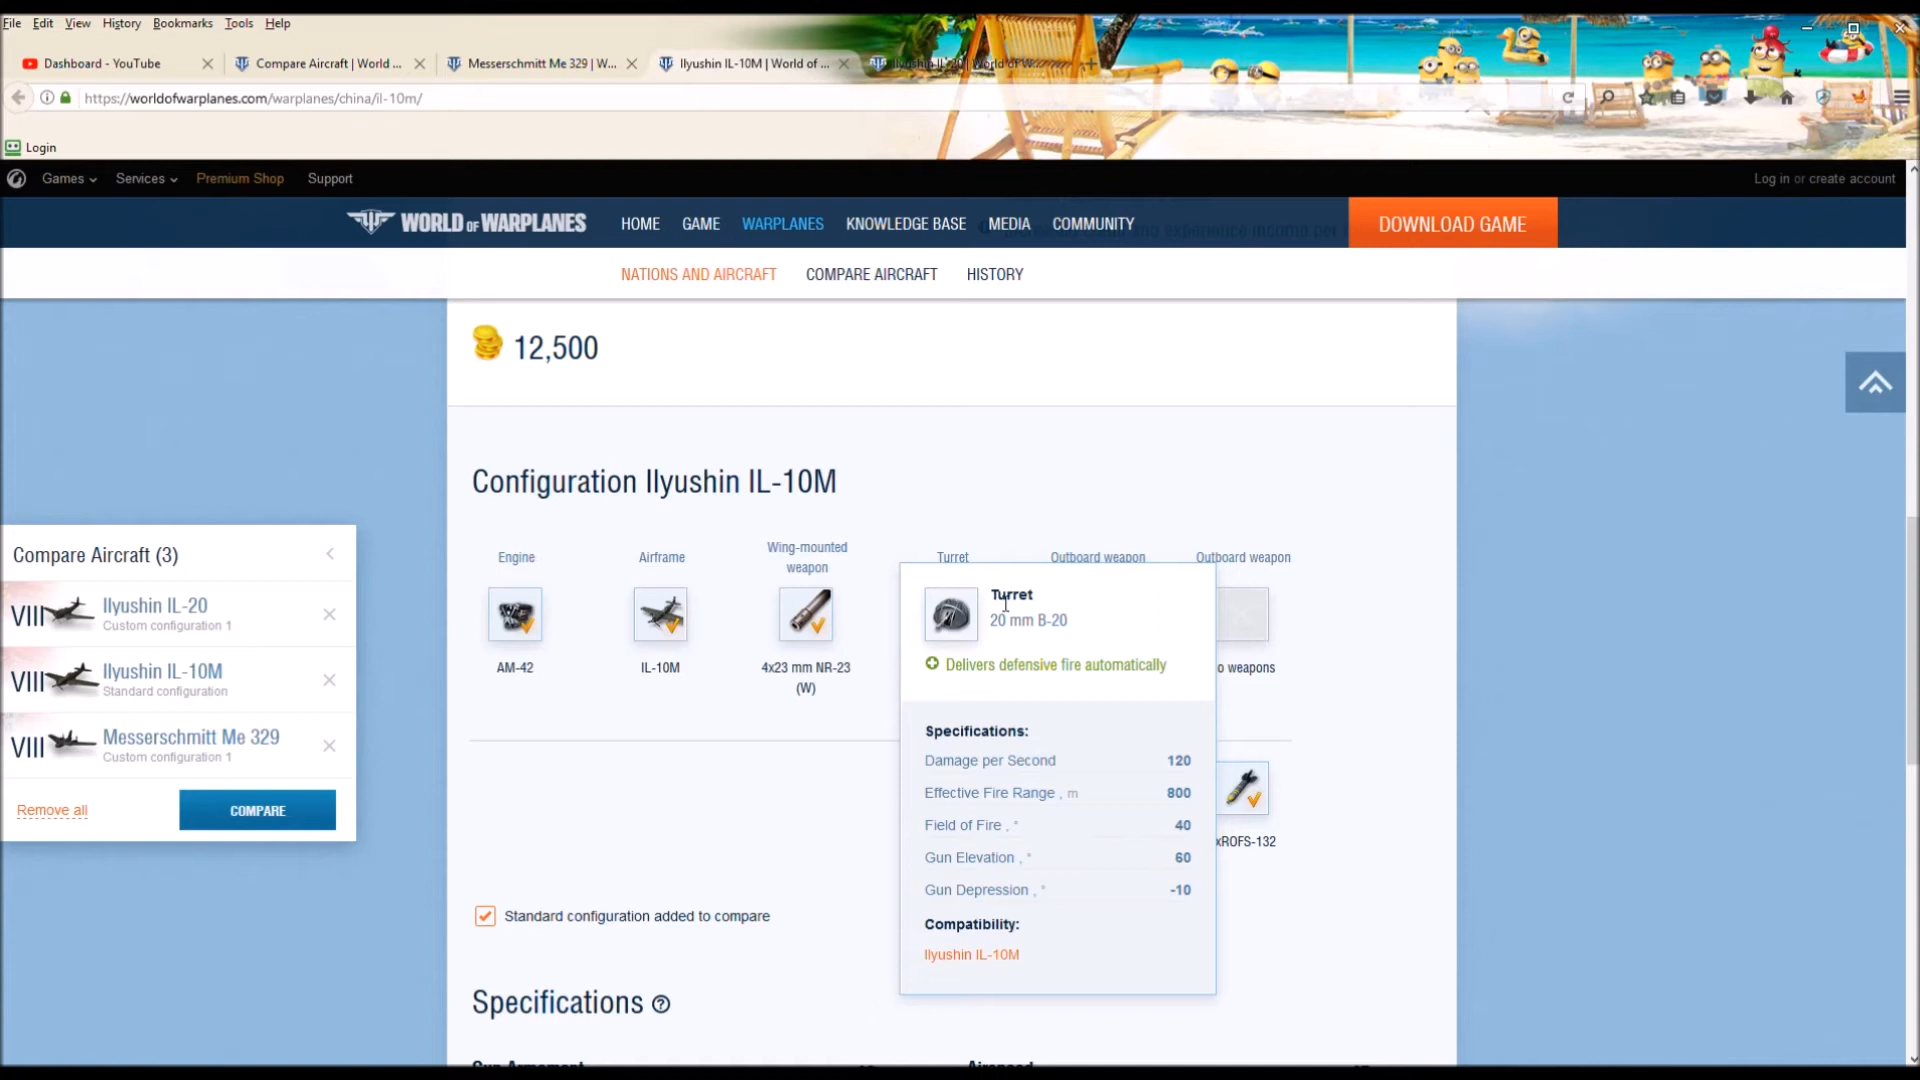 File Edit View History Bookmarks Tools Help
Dashboard - YouTube
Compare Aircraft | World ...
Messerschmitt Me 329 | W...
Ilyushin IL-10M | World of ...
https://worldofwarplanes.com/warplanes/china/il-10m/
Login
Games Services Premium Shop Support
Log in or create account
WORLD OF WARPLANES
HOME GAME WARPLANES KNOWLEDGE BASE MEDIA COMMUNITY
DOWNLOAD GAME
NATIONS AND AIRCRAFT COMPARE AIRCRAFT HISTORY
12,500
Configuration Ilyushin IL-10M
Engine
AM-42
Airframe
IL-10M
Wing-mounted
weapon
4x23 mm NR-23
(W)
Turret
Outboard weapon
Outboard weapon
o weapons
xROFS-132
Turret
20 mm B-20
Delivers defensive fire automatically
Specifications:
Damage per Second 120
Effective Fire Range , m 800
Field of Fire , ° 40
Gun Elevation , ° 60
Gun Depression , ° -10
Compatibility:
Ilyushin IL-10M
Compare Aircraft (3)
VIII Ilyushin IL-20
Custom configuration 1
VIII Ilyushin IL-10M
Standard configuration
VIII Messerschmitt Me 329
Custom configuration 1
Remove all
COMPARE
Standard configuration added to compare
Specifications